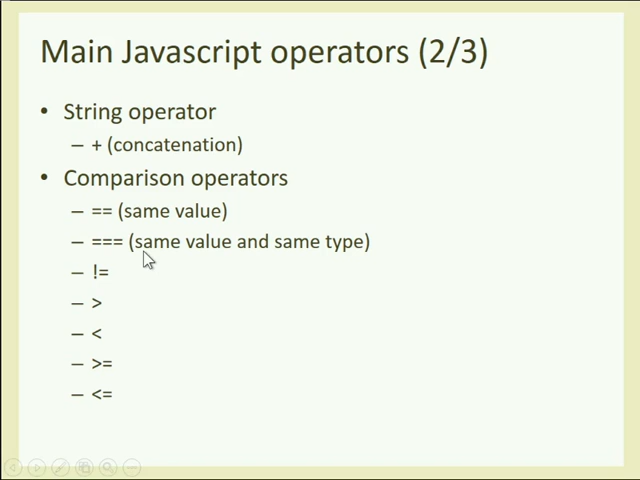 Main Javascript operators (2/3)
• String operator
– + (concatenation)
• Comparison operators
– == (same value)
– === (same value and same type)
– !=
– >
– <
– >=
– <=